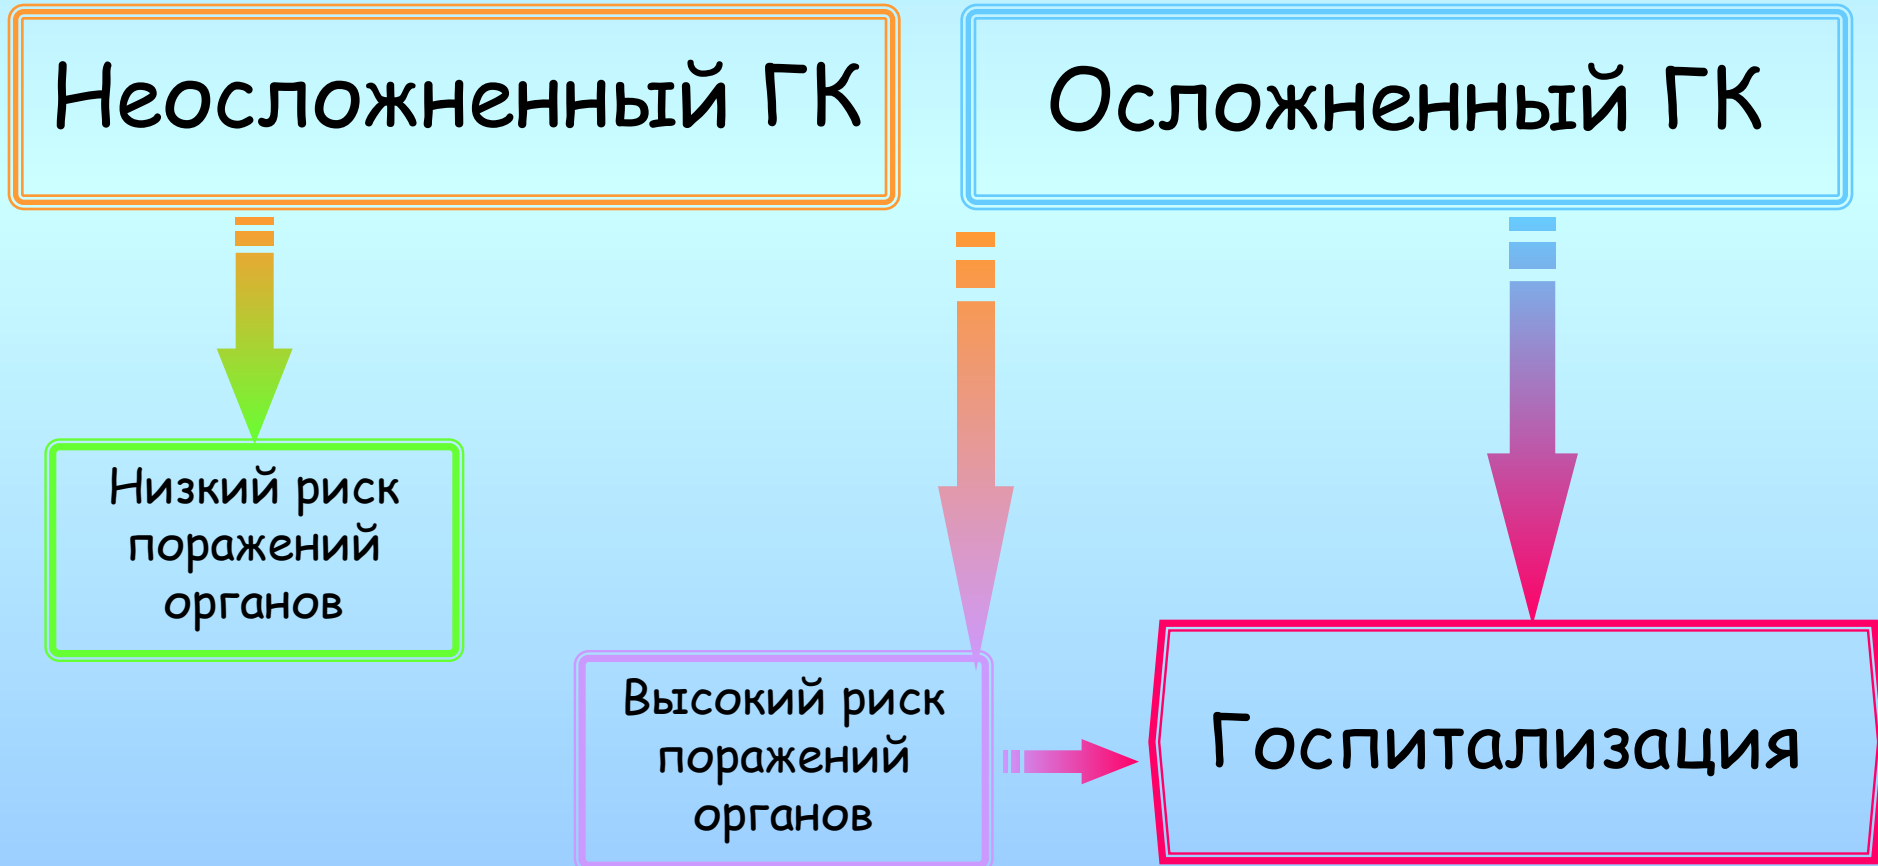 Неосложненный ГК
Осложненный ГК
Низкий риск
поражений
органов
Высокий риск
поражений
органов
Госпитализация